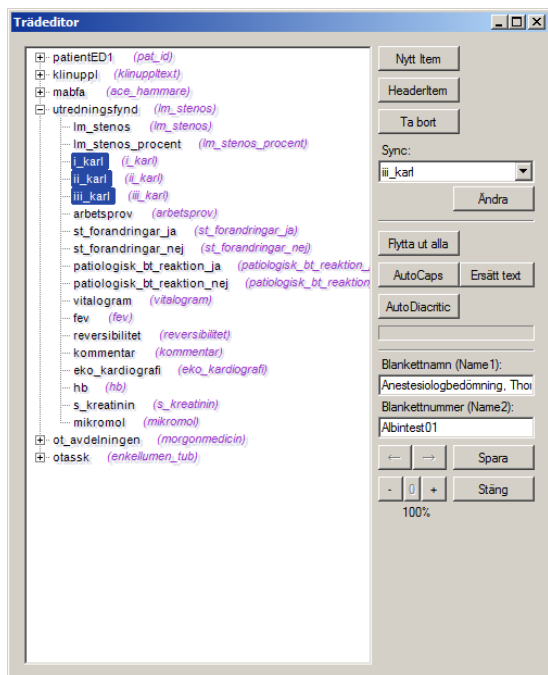 Trädeditor
patientED1 (pat_id)
klinuppl (klinuppltext)
mabfa (ace_hammare)
utredningsfynd (lm_stenos)
lm_stenos (lm_stenos)
lm_stenos_procent (lm_stenos_procent)
i_karl (i_karl)
ii_karl (ii_karl)
iii_karl (iii_karl)
arbetsprov (arbetsprov)
st_forandringar_ja (st_forandringar_ja)
st_forandringar_nej (st_forandringar_nej)
patiologisk_bt_reaktion_ja (patiologisk_bt_reaktion_
patiologisk_bt_reaktion_nej (patiologisk_bt_reaktion
vitalogram (vitalogram)
fev (fev)
reversibilitet (reversibilitet)
kommentar (kommentar)
eko_kardiografi (eko_kardiografi)
hb (hb)
s_kreatinin (s_kreatinin)
mikromol (mikromol)
ot_avdelningen (morgonmedicin)
otassk (enkellumen_tub)
Nytt Item
HeaderItem
Ta bort
Sync:
iii_karl
Ändra
Flytta ut alla
AutoCaps Ersätt text
AutoDiacritic
Blankettnamn (Name1):
Anestesiologbedömning, Thor
Blankettnummer (Name2):
Albintest01
← → Spara
- 0 + Stäng
100%